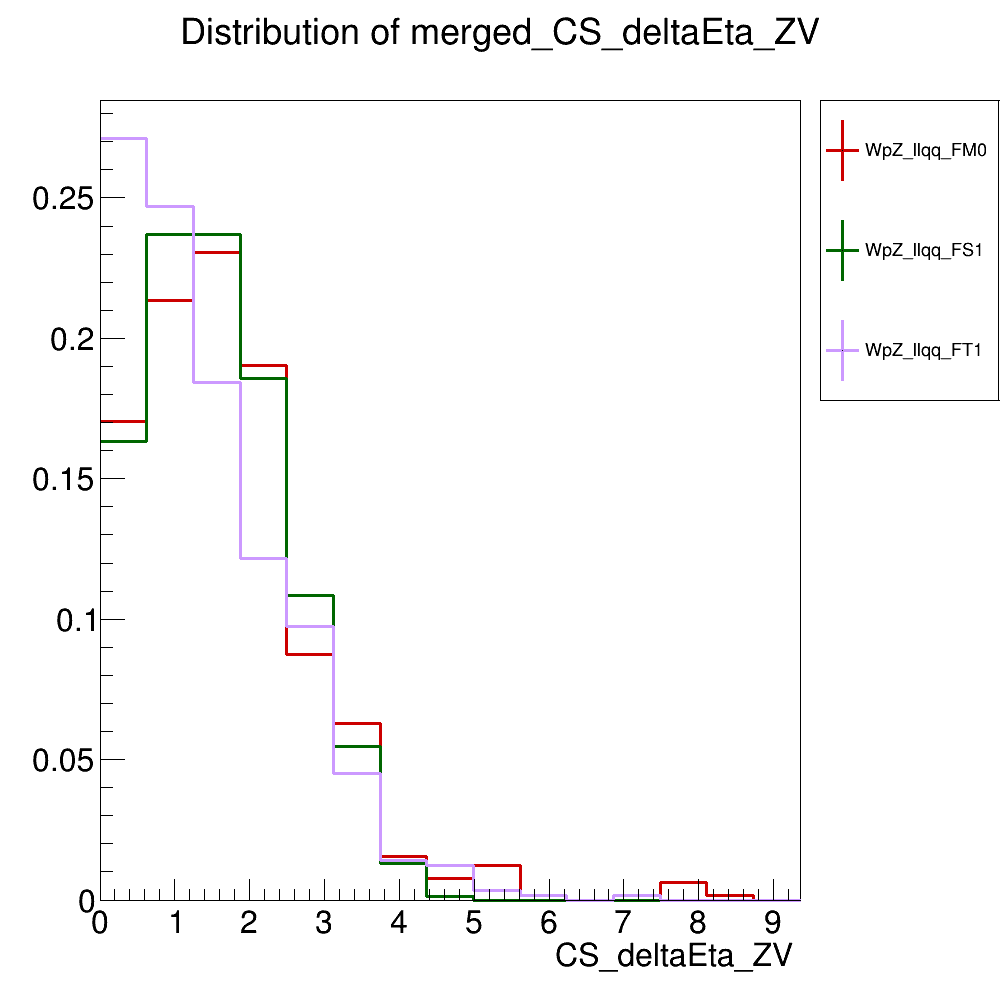 Distribution of merged_CS_deltaEta_ZV
WpZ_llqq_FM0
WpZ_llqq_FS1
WpZ_llqq_FT1
0.25
0.2
0.15
0.1
0.05
0
0 1 2 3 4 5 6 7 8 9
CS_deltaEta_ZV